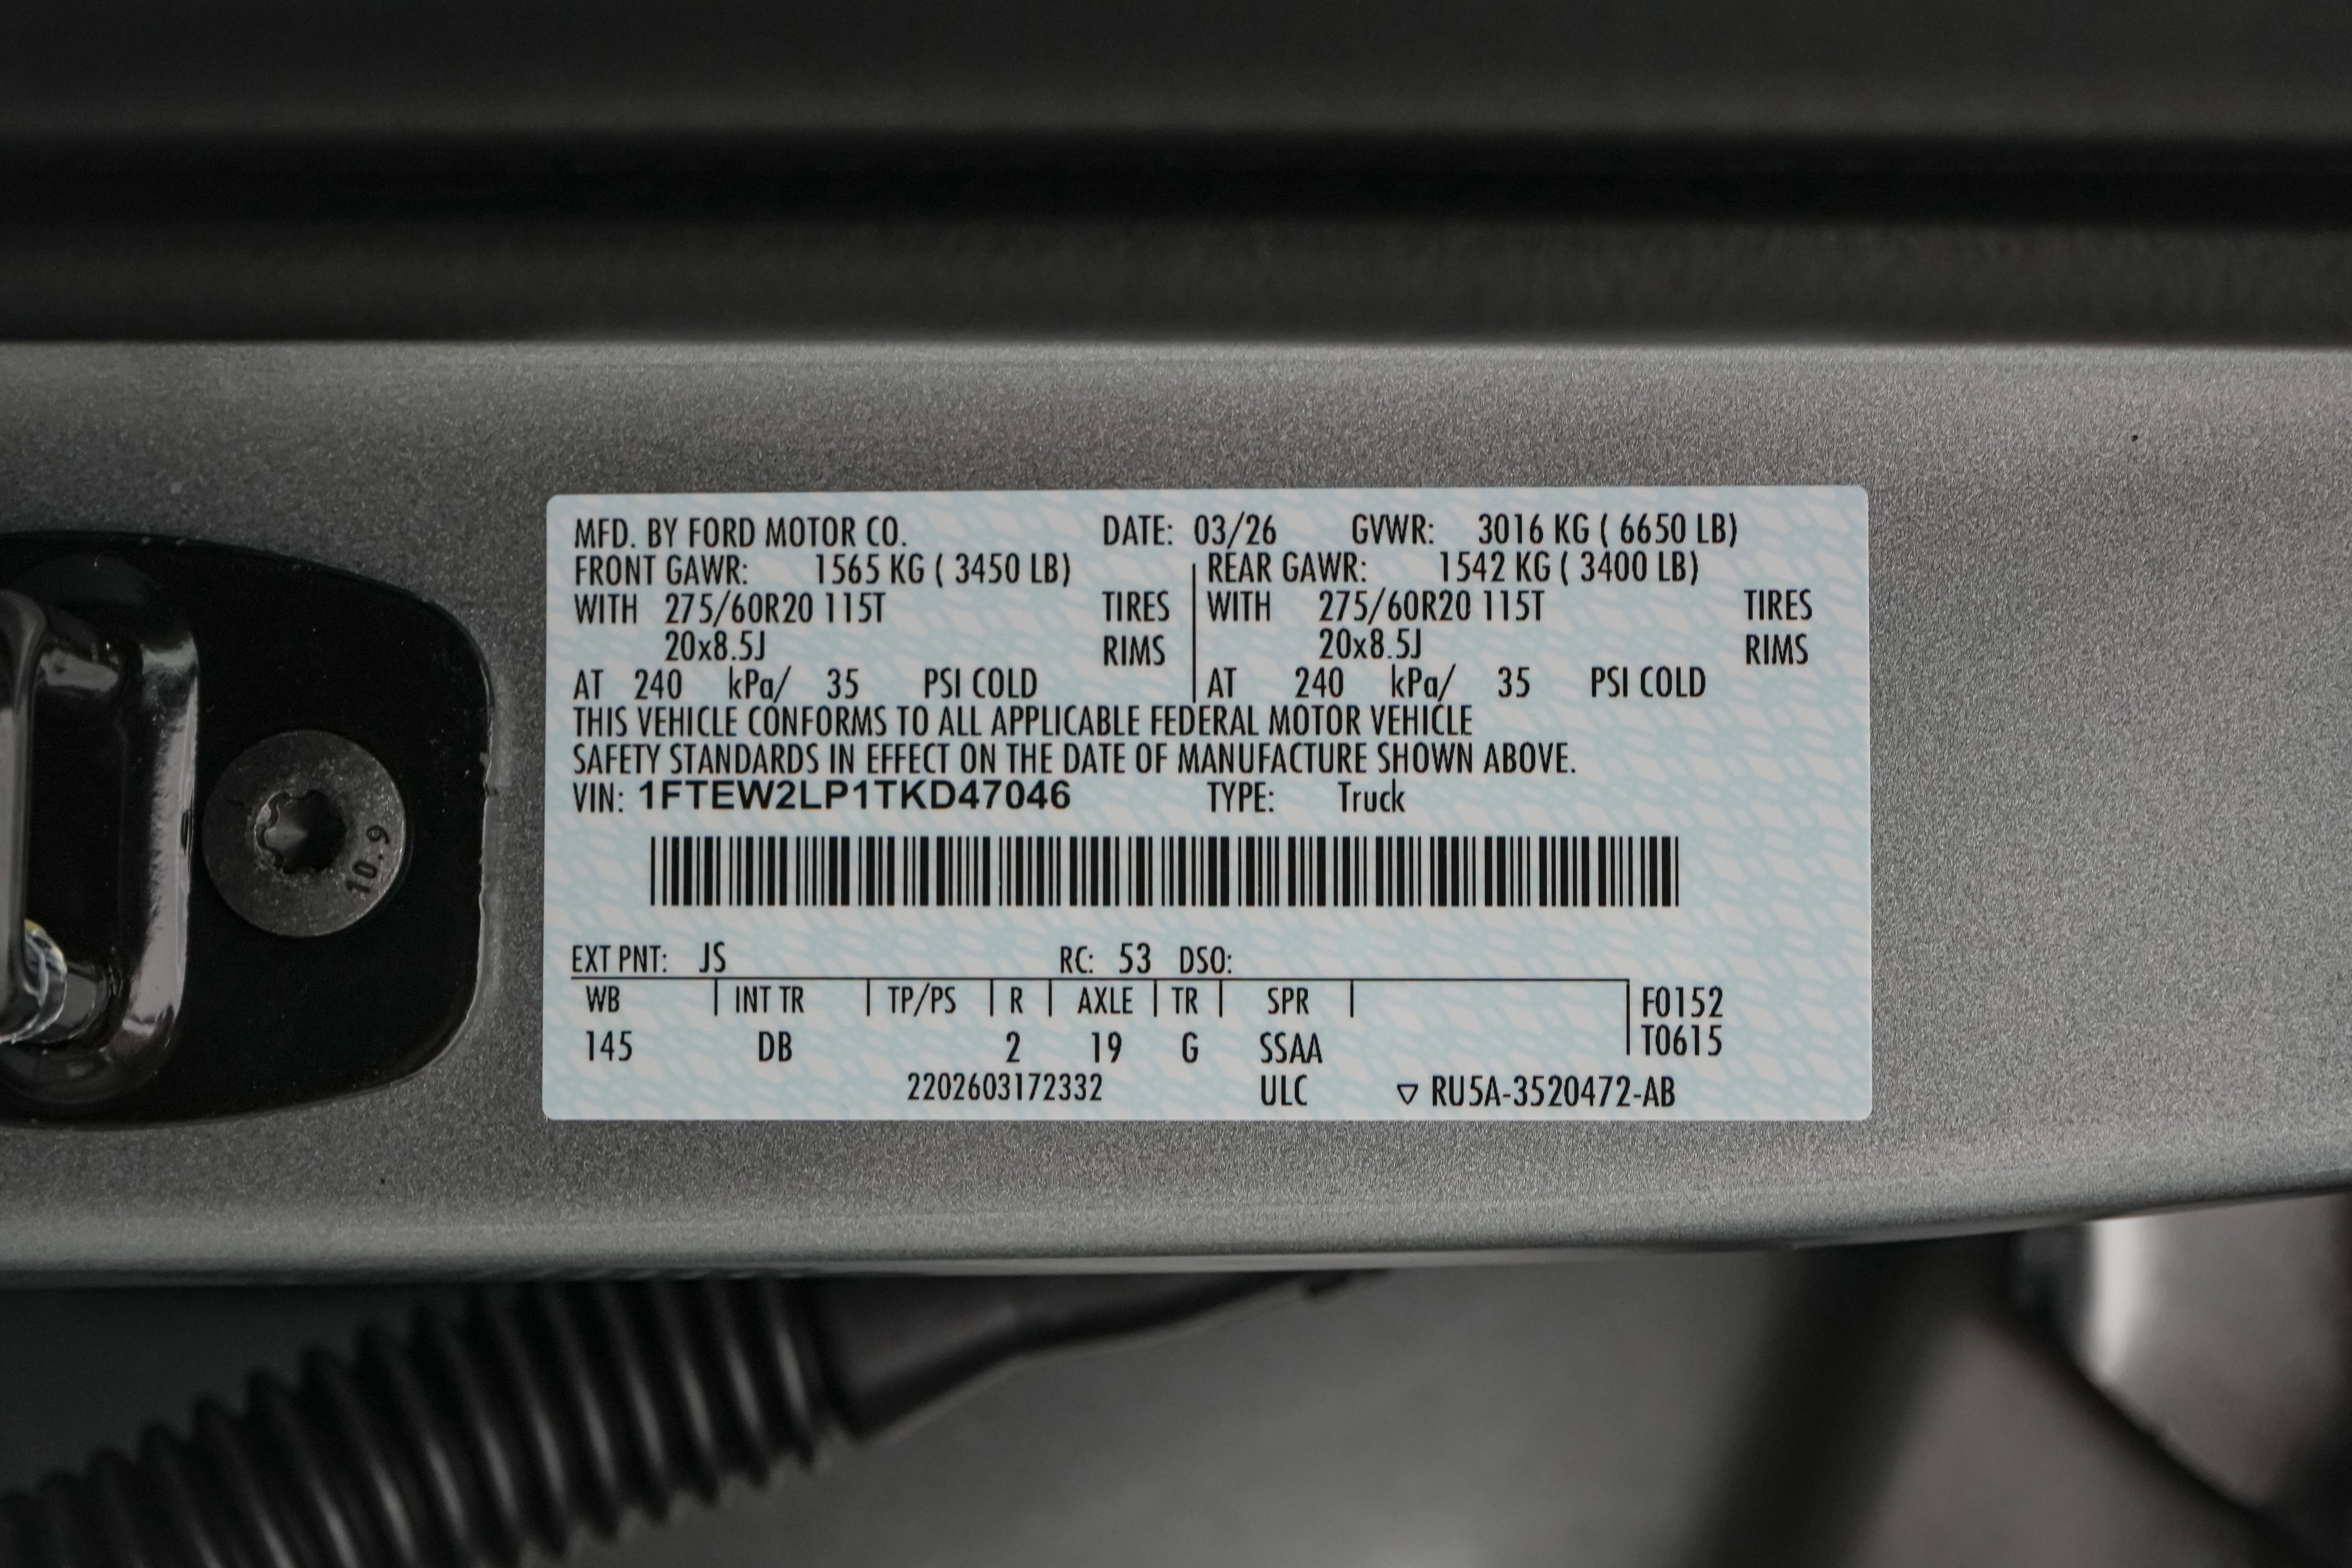 MFD. BY FORD MOTOR CO. DATE: 03/26 GVWR: 3016 KG ( 6650 LB)
FRONT GAWR: 1565 KG ( 3450 LB) REAR GAWR: 1542 KG ( 3400 LB)
WITH 275/60R20 115T TIRES WITH 275/60R20 115T TIRES
20x8.5J RIMS 20x8.5J RIMS
AT 240 kPa/ 35 PSI COLD AT 240 kPa/ 35 PSI COLD
THIS VEHICLE CONFORMS TO ALL APPLICABLE FEDERAL MOTOR VEHICLE
SAFETY STANDARDS IN EFFECT ON THE DATE OF MANUFACTURE SHOWN ABOVE.
VIN: 1FTEW2LP1TKD47046 TYPE: Truck
10.9
EXT PNT: JS RC: 53 DSO:
WB INT TR TP/PS R AXLE TR SPR F0152
T0615
145 DB 2 19 G SSAA
2202603172332 ULC ▽ RU5A-3520472-AB